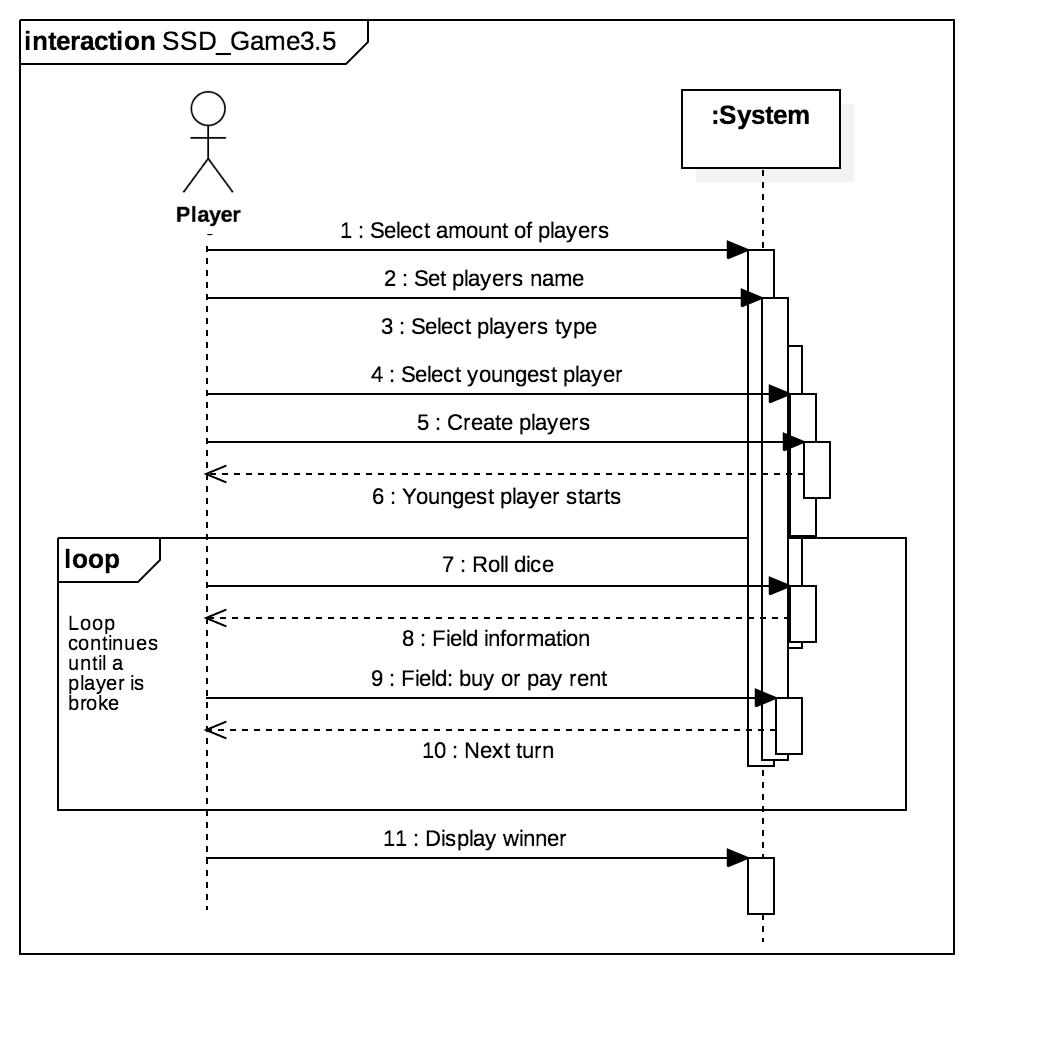 interaction SSD_Game3.5
:System
Player
1 : Select amount of players
2 : Set players name
3 : Select players type
4 : Select youngest player
5 : Create players
6 : Youngest player starts
loop
7 : Roll dice
Loop
continues
until a
player is
broke
8 : Field information
9 : Field: buy or pay rent
10 : Next turn
11 : Display winner